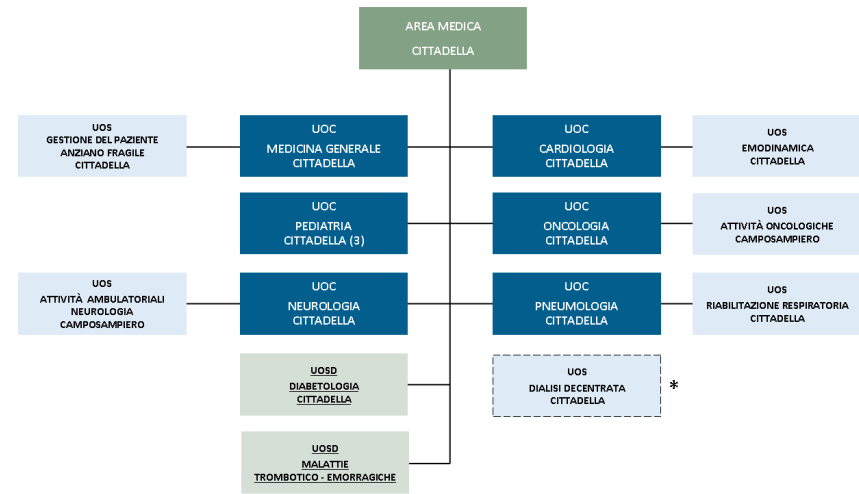 AREA MEDICA
CITTADELLA
UOS
GESTIONE DEL PAZIENTE
ANZIANO FRAGILE
CITTADELLA
UOC
MEDICINA GENERALE
CITTADELLA
UOC
CARDIOLOGIA
CITTADELLA
UOS
EMODINAMICA
CITTADELLA
UOC
PEDIATRIA
CITTADELLA (3)
UOC
ONCOLOGIA
CITTADELLA
UOS
ATTIVITÀ ONCOLOGICHE
CAMPOSAMPIERO
UOS
ATTIVITÀ AMBULATORIALI
NEUROLOGIA
CAMPOSAMPIERO
UOC
NEUROLOGIA
CITTADELLA
UOC
PNEUMOLOGIA
CITTADELLA
UOS
RIABILITAZIONE RESPIRATORIA
CITTADELLA
UOSD
DIABETOLOGIA
CITTADELLA
UOS
DIALISI DECENTRATA
CITTADELLA
*
UOSD
MALATTIE
TROMBOTICO - EMORRAGICHE